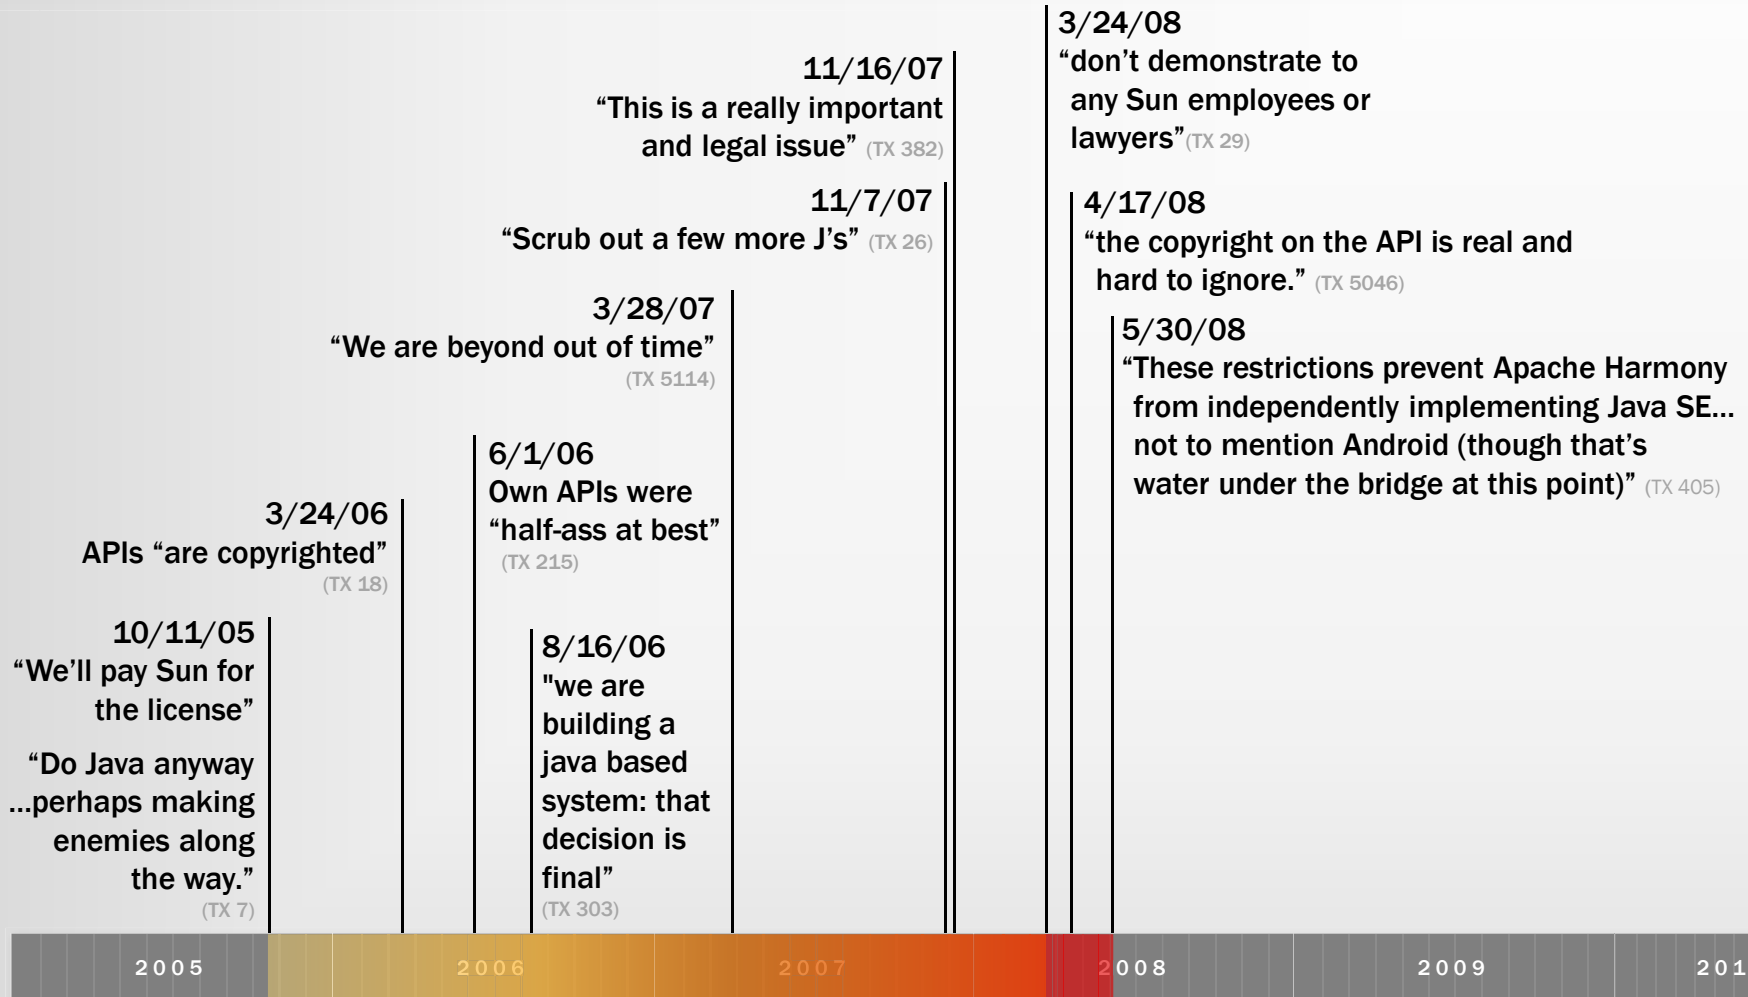 10/11/05
“We’ll pay Sun for
the license”
“Do Java anyway
...perhaps making
enemies along
the way.”
(TX 7)
3/24/06
APIs “are copyrighted”
(TX 18)
6/1/06
Own APIs were
“half-ass at best”
(TX 215)
8/16/06
"we are
building a
java based
system: that
decision is
final”
(TX 303)
3/28/07
“We are beyond out of time”
(TX 5114)
11/7/07
“Scrub out a few more J’s” (TX 26)
11/16/07
“This is a really important
and legal issue” (TX 382)
3/24/08
“don’t demonstrate to
any Sun employees or
lawyers”(TX 29)
4/17/08
“the copyright on the API is real and
hard to ignore.” (TX 5046)
5/30/08
“These restrictions prevent Apache Harmony
from independently implementing Java SE...
not to mention Android (though that’s
water under the bridge at this point)” (TX 405)
2005 2006 2007 2008 2009 201